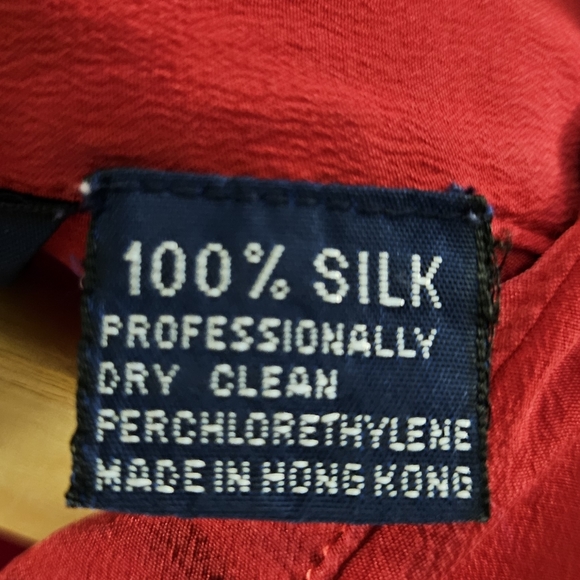 100% SILK
PROFESSIONALLY
DRY CLEAN
PERCHLORETHYLENE
MADE IN HONG KONG